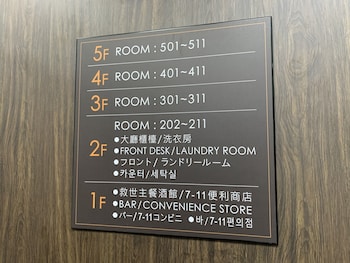 5F ROOM : 501~511
4F ROOM : 401~411
3F ROOM : 301~311
ROOM : 202~211
2F ●大廳櫃檯/洗衣房
●FRONT DESK/LAUNDRY ROOM
●フロント/ ランドリールーム
●카운터/세탁실
1F ●救世主餐酒館/7-11便利商店
●BAR/CONVENIENCE STORE
●バー/7-11コンビニ ●바/7-11편의점